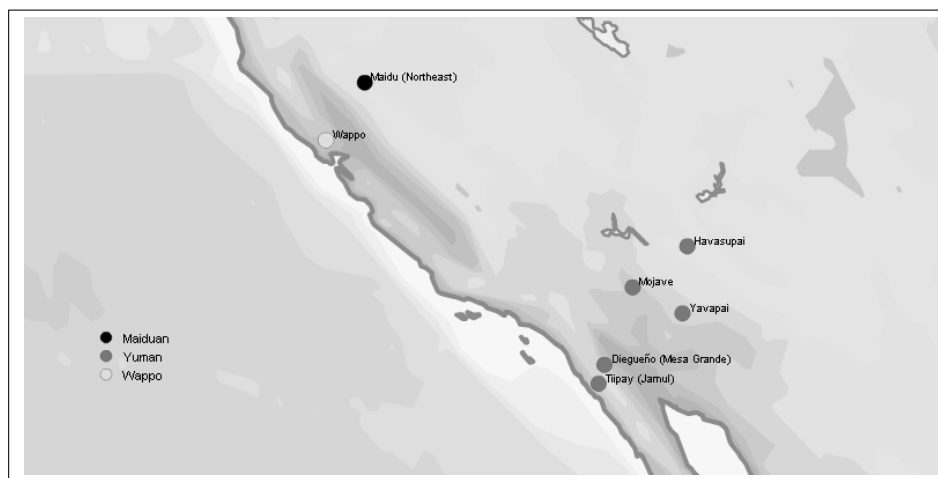 Maidu (Northeast)
Wappo
Havasupai
Mojave
Yavapai
Diegueño (Mesa Grande)
Tiipay (Jamul)
Maiduan
Yuman
Wappo